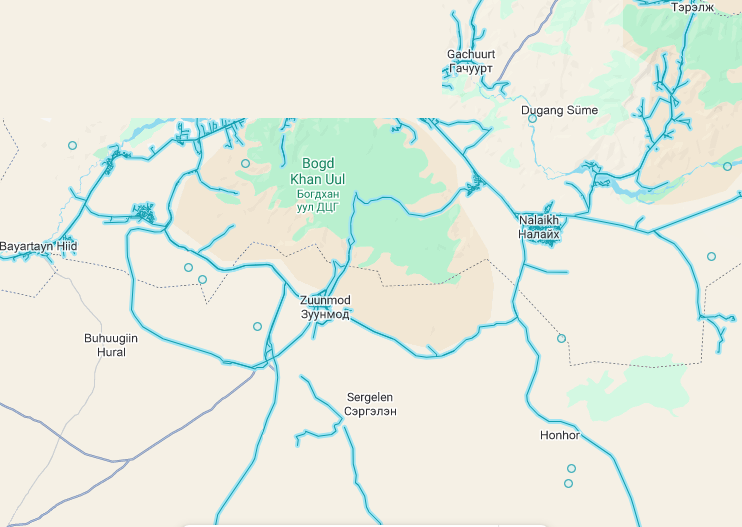 Тэрэлж
Gachuurt
Гачуурт
Dugang Süme
Bogd
Khan Uul
Богдхан
уул ДЦГ
Nalaikh
Налайх
Bayartayn Hiid
Zuunmod
Зуунмод
Buhuugiin
Hural
Sergelen
Сэргэлэн
Honhor